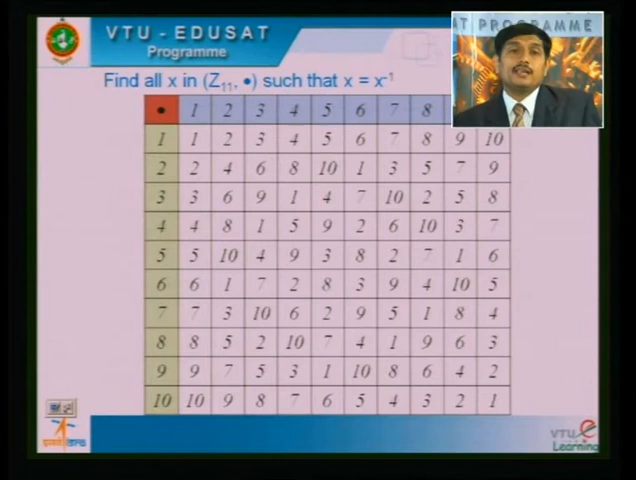 VTU - EDUSAT
Programme
AT PROGRAMME
Find all x in (Z₁₁, •) such that x = x⁻¹
• 1 2 3 4 5 6 7 8
1 1 2 3 4 5 6 7 8 9 10
2 2 4 6 8 10 1 3 5 7 9
3 3 6 9 1 4 7 10 2 5 8
4 4 8 1 5 9 2 6 10 3 7
5 5 10 4 9 3 8 2 7 1 6
6 6 1 7 2 8 3 9 4 10 5
7 7 3 10 6 2 9 5 1 8 4
8 8 5 2 10 7 4 1 9 6 3
9 9 7 5 3 1 10 8 6 4 2
10 10 9 8 7 6 5 4 3 2 1
VTU e
Learning